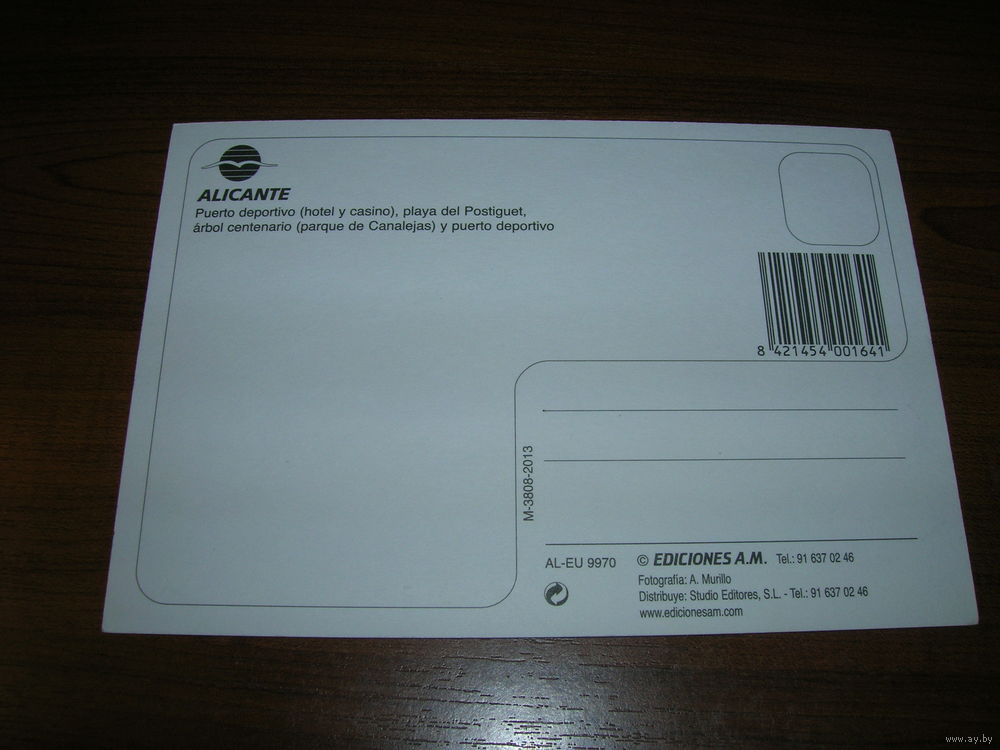 ALICANTE
Puerto deportivo (hotel y casino), playa del Postiguet,
árbol centenario (parque de Canalejas) y puerto deportivo
8 421454 001641
M-3808-2013
AL-EU 9970
© EDICIONES A.M. Tel.: 91 637 02 46
Fotografía: A. Murillo
Distribuye: Studio Editores, S.L. - Tel.: 91 637 02 46
www.edicionesam.com
www.ay.by